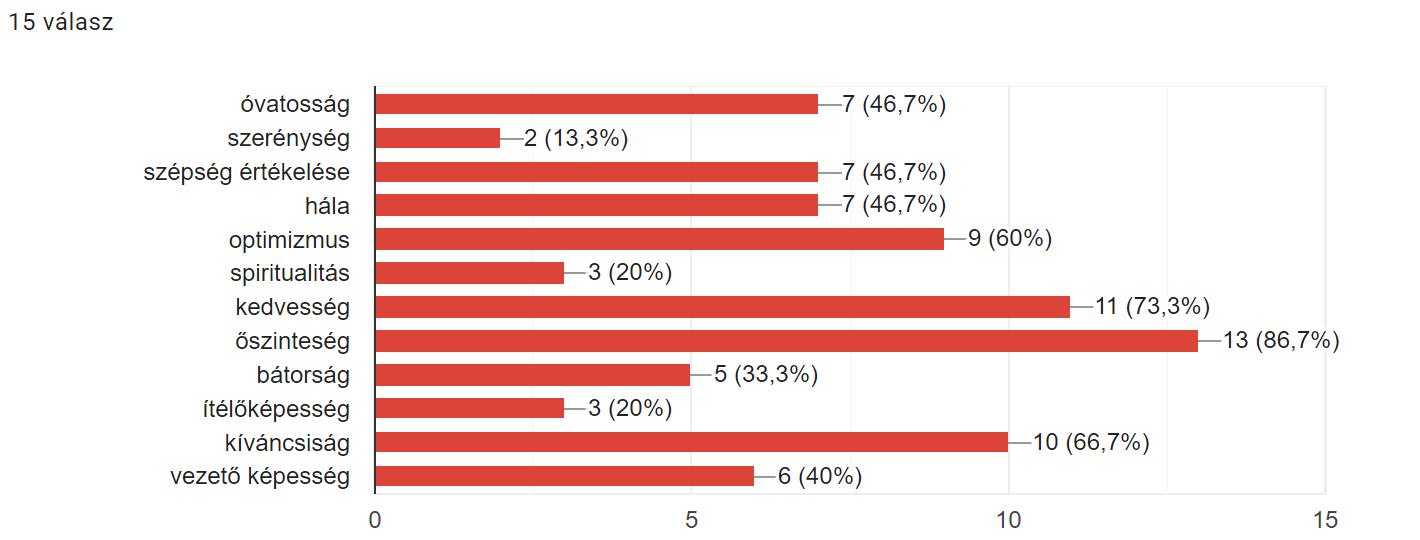 15 válasz
óvatosság 7 (46,7%)
szerénység 2 (13,3%)
szépség értékelése 7 (46,7%)
hála 7 (46,7%)
optimizmus 9 (60%)
spiritualitás 3 (20%)
kedvesség 11 (73,3%)
őszinteség 13 (86,7%)
bátorság 5 (33,3%)
ítélőképesség 3 (20%)
kíváncsiság 10 (66,7%)
vezető képesség 6 (40%)
0 5 10 15